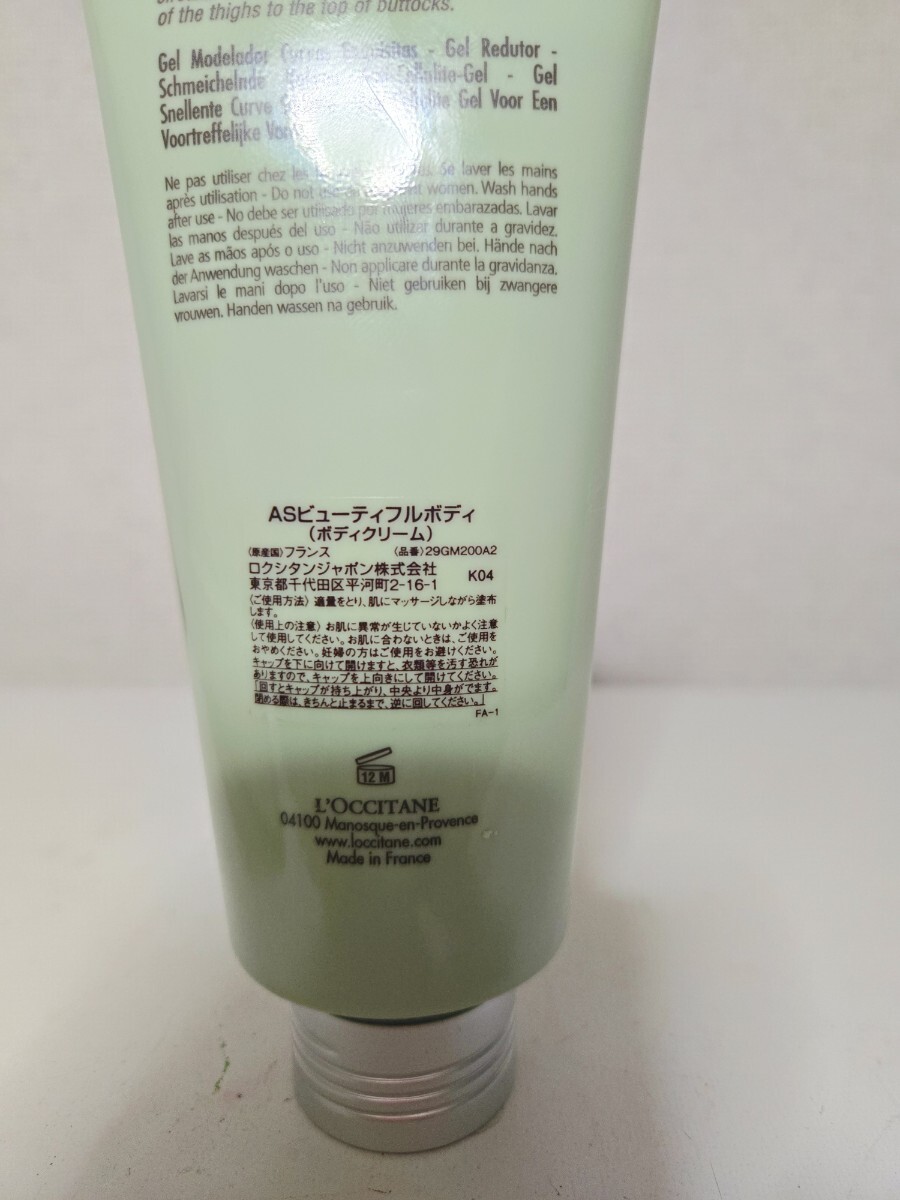 of the thighs to the top of buttocks.
Gel Modelador Curvas Exquisitas - Gel Redutor -
Schmeichelnde -Cellulite-Gel - Gel
Snellente Curve Gel Voor Een
Voortreffelijke
Ne pas utiliser chez les Se laver les mains
après utilisation - Do not use women. Wash hands
after use - No debe ser utilisado por mujeres embarazadas. Lavar
las manos después del uso - Não utilizar durante a gravidez.
Lave as mãos após o uso - Nicht anzuwenden bei. Hände nach
der Anwendung waschen - Non applicare durante la gravidanza.
Lavarsi le mani dopo l'uso - Niet gebruiken bij zwangere
vrouwen. Handen wassen na gebruik.
ASビューティフルボディ
(ボディクリーム)
〈原産国〉フランス 〈品番〉29GM200A2
ロクシタンジャポン株式会社
東京都千代田区平河町2-16-1 K04
〈ご使用方法〉適量をとり、肌にマッサージしながら塗布
します。
〈使用上の注意〉お肌に異常が生じていないかよく注意
して使用してください。お肌に合わないときは、ご使用を
おやめください。妊婦の方はご使用をお避けください。
キャップを下に向けて開けますと、衣類等を汚す恐れが
ありますので、キャップを上向きにして開けてください。
「回すとキャップが持ち上がり、中央より中身がでます。
閉める際は、きちんと止まるまで、逆に回してください。」
FA-1
12 M
L'OCCITANE
04100 Manosque-en-Provence
www.loccitane.com
Made in France